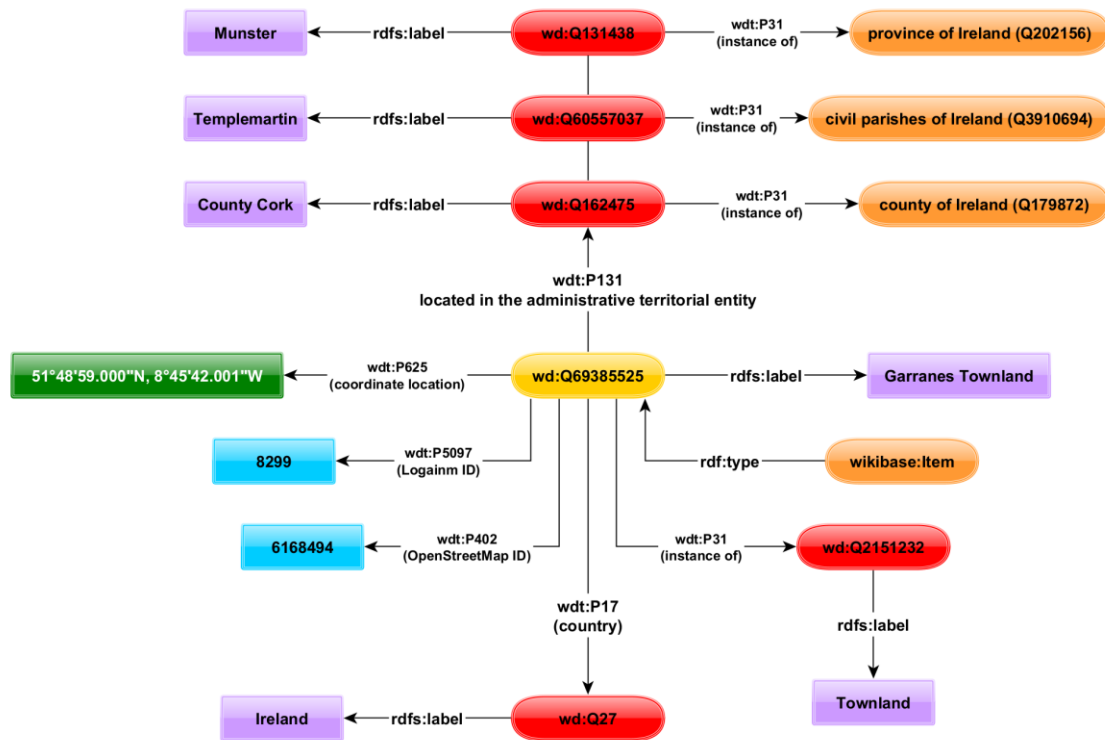 Munster
rdfs:label
wd:Q131438
wdt:P31
(instance of)
province of Ireland (Q202156)
Templemartin
rdfs:label
wd:Q60557037
wdt:P31
(instance of)
civil parishes of Ireland (Q3910694)
County Cork
rdfs:label
wd:Q162475
wdt:P31
(instance of)
county of Ireland (Q179872)
wdt:P131
located in the administrative territorial entity
51°48'59.000"N, 8°45'42.001"W
wdt:P625
(coordinate location)
wd:Q69385525
rdfs:label
Garranes Townland
8299
wdt:P5097
(Logainm ID)
rdf:type
wikibase:Item
6168494
wdt:P402
(OpenStreetMap ID)
wdt:P31
(instance of)
wd:Q2151232
wdt:P17
(country)
rdfs:label
Townland
Ireland
rdfs:label
wd:Q27